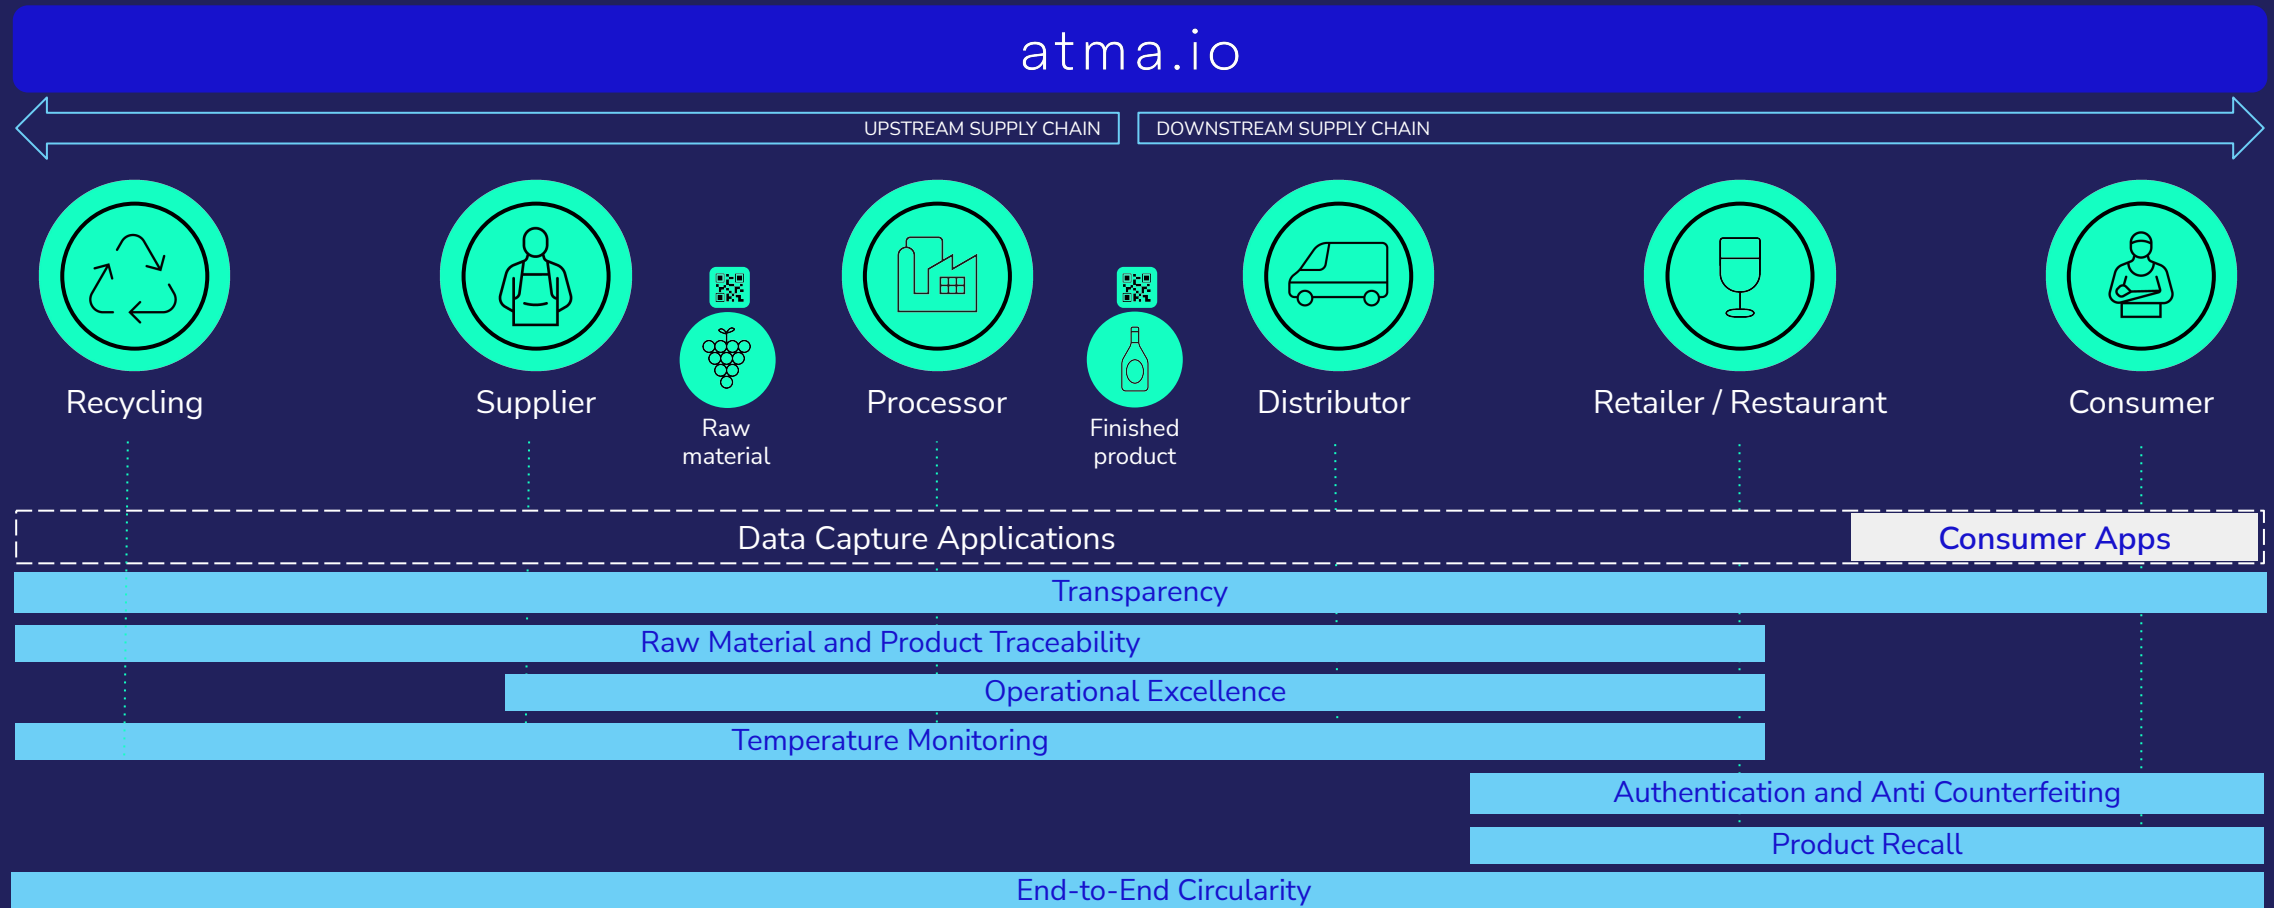 atma.io
UPSTREAM SUPPLY CHAIN
DOWNSTREAM SUPPLY CHAIN
Recycling
Supplier
Raw
material
Processor
Finished
product
Distributor
Retailer / Restaurant
Consumer
Data Capture Applications
Consumer Apps
Transparency
Raw Material and Product Traceability
Operational Excellence
Temperature Monitoring
Authentication and Anti Counterfeiting
Product Recall
End-to-End Circularity